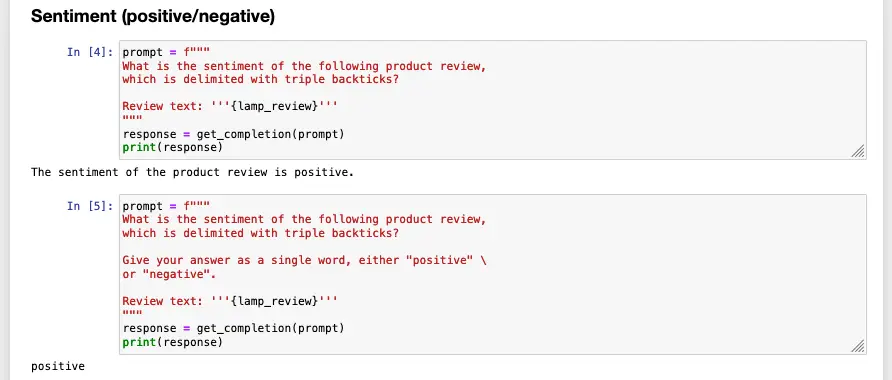 Sentiment (positive/negative)
In [4]: prompt = f"""
What is the sentiment of the following product review,
which is delimited with triple backticks?
Review text: '''{lamp_review}'''
"""
response = get_completion(prompt)
print(response)
The sentiment of the product review is positive.
In [5]: prompt = f"""
What is the sentiment of the following product review,
which is delimited with triple backticks?
Give your answer as a single word, either "positive" \
or "negative".
Review text: '''{lamp_review}'''
"""
response = get_completion(prompt)
print(response)
positive